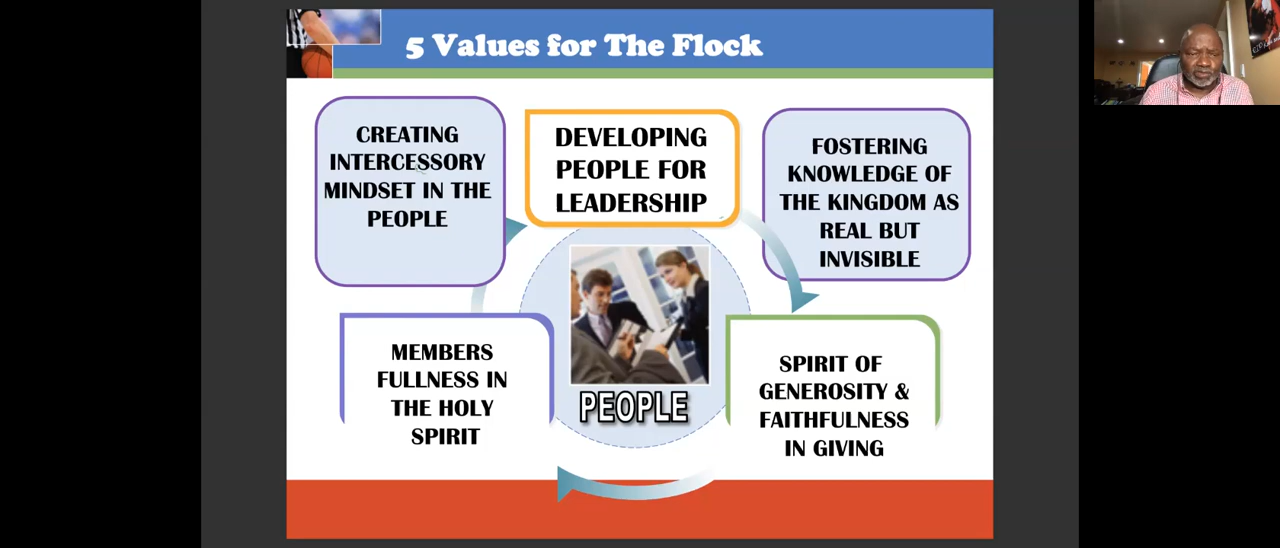 5 Values for The Flock
CREATING
INTERCESSORY
MINDSET IN THE
PEOPLE
DEVELOPING
PEOPLE FOR
LEADERSHIP
FOSTERING
KNOWLEDGE OF
THE KINGDOM AS
REAL BUT
INVISIBLE
MEMBERS
FULLNESS IN
THE HOLY
SPIRIT
PEOPLE
SPIRIT OF
GENEROSITY &
FAITHFULNESS
IN GIVING